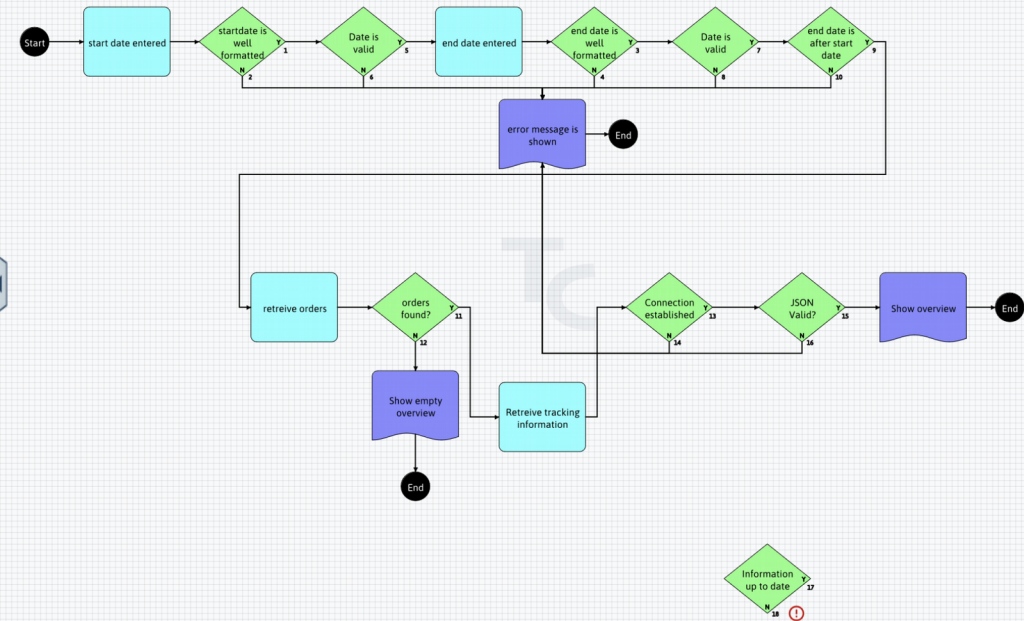 Start
start date entered
startdate is
well
formatted
Y
1
N
2
Date is
valid
Y
5
N
6
end date entered
end date is
well
formatted
Y
3
N
4
Date is
valid
Y
7
N
8
end date is
after start
date
Y
9
N
10
error message is
shown
End
retreive orders
orders
found?
Y
11
N
12
Show empty
overview
End
Retreive tracking
information
Connection
established
Y
13
N
14
JSON
Valid?
Y
15
N
16
Show overview
End
TC
Information
up to date
Y
17
N
18
!